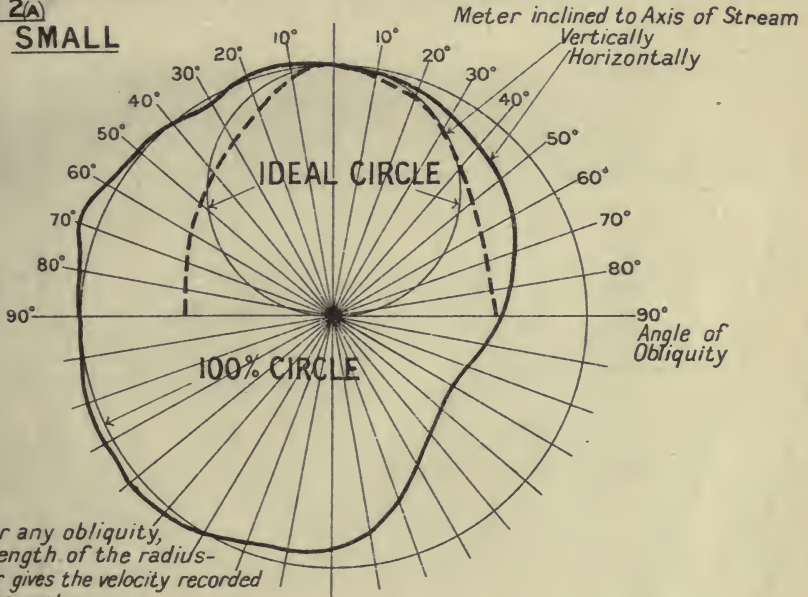 2(A)
SMALL
Meter inclined to Axis of Stream
Vertically
Horizontally
10° 10°
20° 20°
30° 30°
40° 40°
50° 50°
60° 60°
70° 70°
80° 80°
90° 90°
IDEAL CIRCLE
Angle of
Obliquity
100% CIRCLE
any obliquity,
of the radius-
gives the velocity recorded